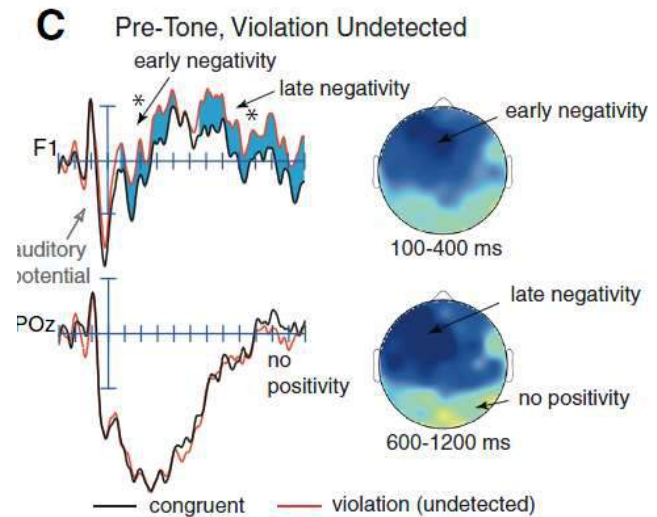 C Pre-Tone, Violation Undetected
early negativity
late negativity
*
*
F1
early negativity
auditory
potential
100-400 ms
POz
late negativity
no
positivity
no positivity
600-1200 ms
congruent violation (undetected)